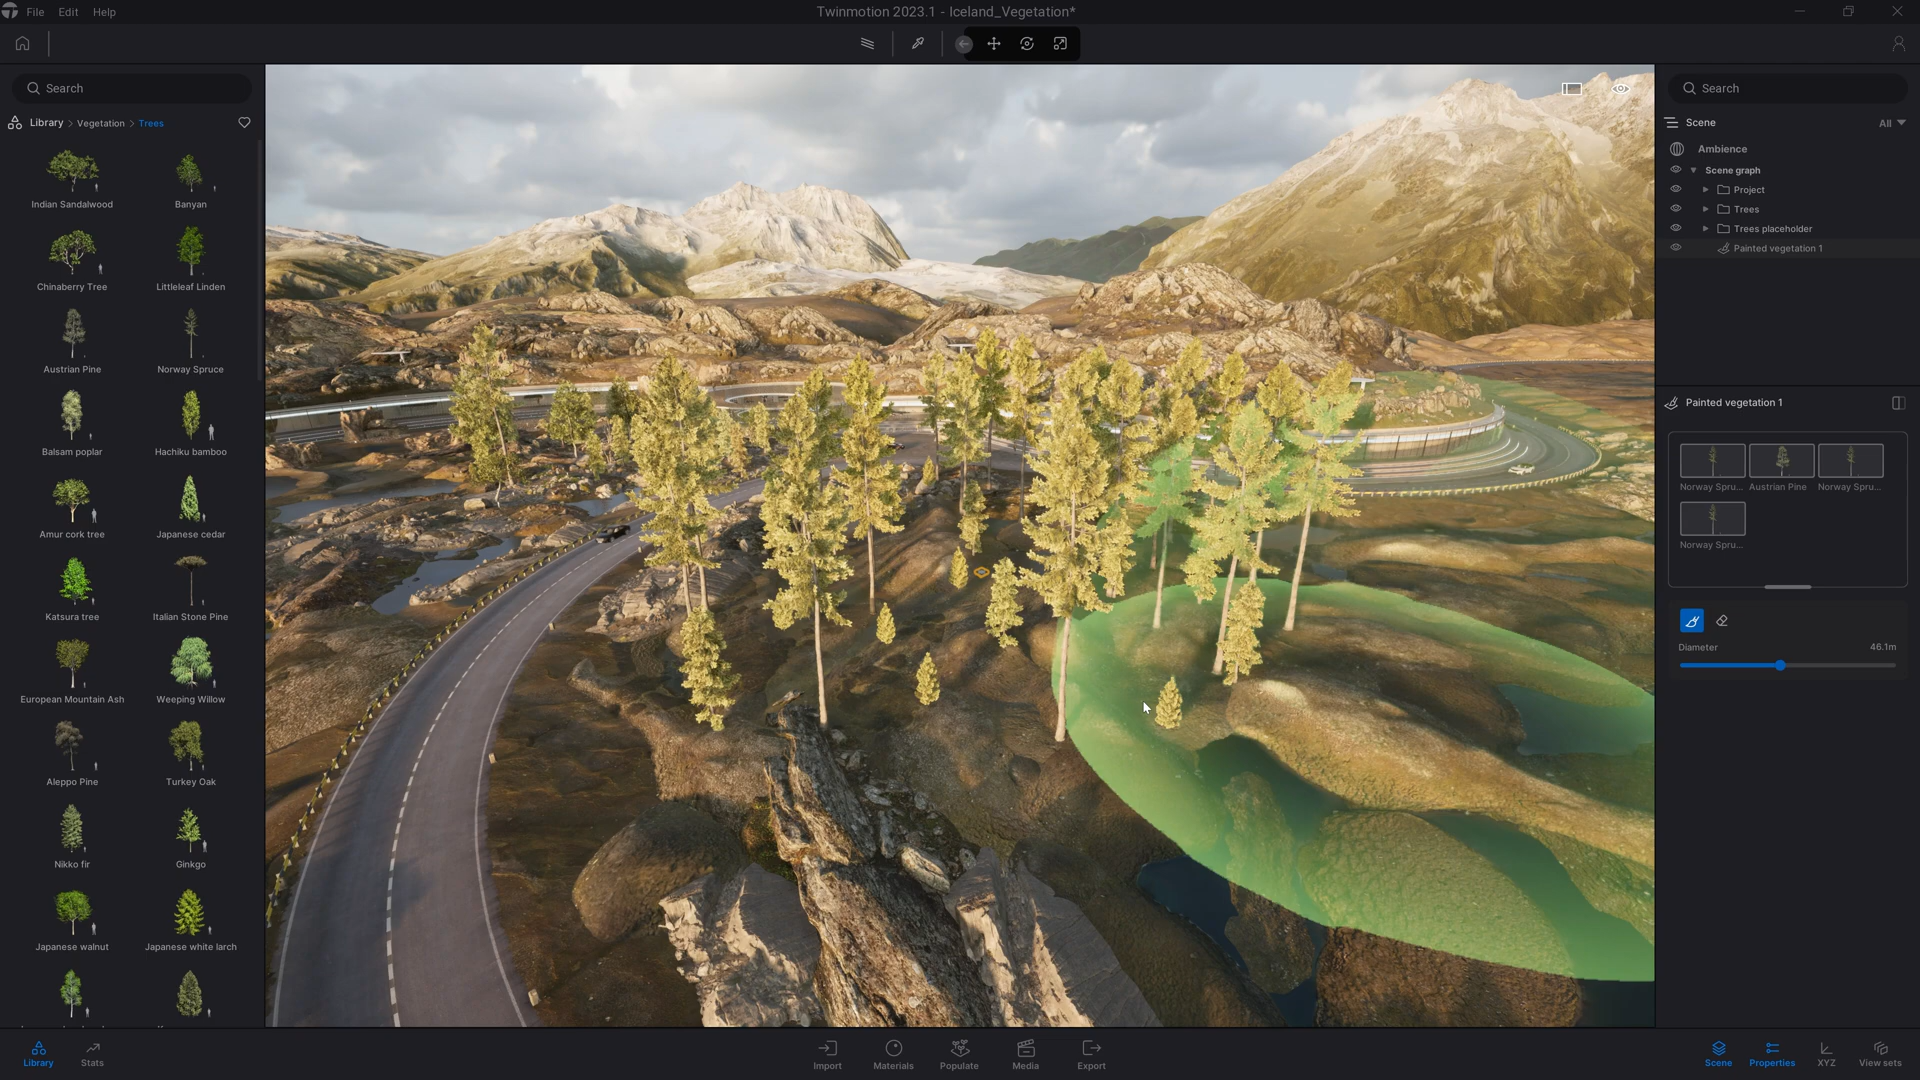 File Edit Help
Twinmotion 2023.1 - Iceland_Vegetation*
Search
Library > Vegetation > Trees
Indian Sandalwood
Banyan
Chinaberry Tree
Littleleaf Linden
Austrian Pine
Norway Spruce
Balsam poplar
Hachiku bamboo
Amur cork tree
Japanese cedar
Katsura tree
Italian Stone Pine
European Mountain Ash
Weeping Willow
Aleppo Pine
Turkey Oak
Nikko fir
Ginkgo
Japanese walnut
Japanese white larch
Search
Scene
All
Ambience
Scene graph
Project
Trees
Trees placeholder
Painted vegetation 1
Painted vegetation 1
Norway Spru...
Austrian Pine
Norway Spru...
Norway Spru...
Diameter
46.1m
Library
Stats
Import
Materials
Populate
Media
Export
Scene
Properties
XYZ
View sets